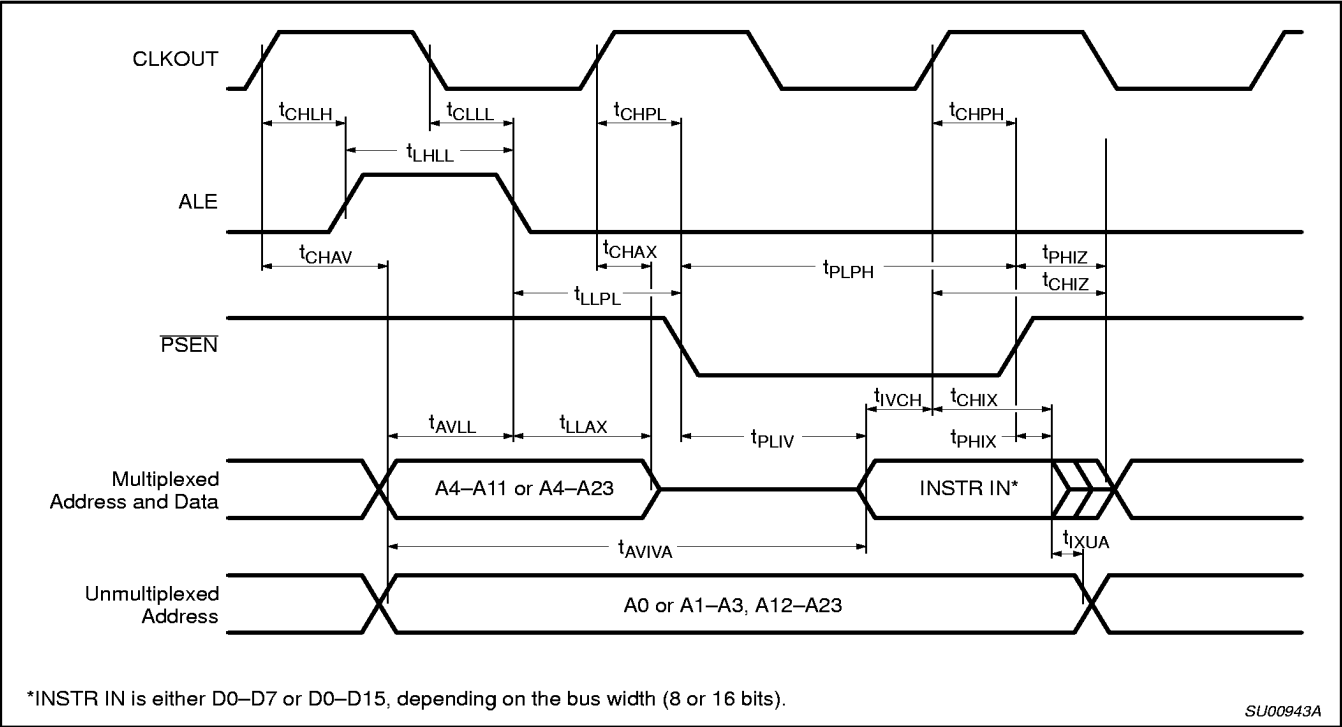 CLKOUT
tCHLH
tCLLL
tCHPL
tCHPH
tLHLL
ALE
tCHAV
tCHAX
tPLPH
tPHIZ
tCHIZ
tLLPL
PSEN
tIVCH
tCHIX
tAVLL
tLLAX
tPLIV
tPHIX
Multiplexed
Address and Data
A4–A11 or A4–A23
INSTR IN*
tAVIVA
tIXUA
Unmultiplexed
Address
A0 or A1–A3, A12–A23
*INSTR IN is either D0–D7 or D0–D15, depending on the bus width (8 or 16 bits).
SU00943A